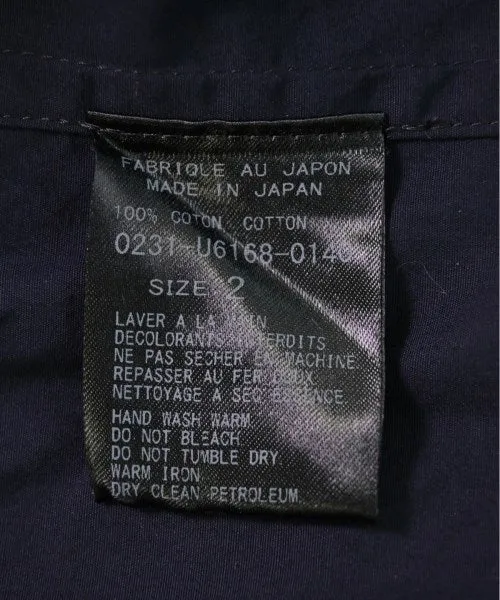 FABRIQUE AU JAPON
MADE IN JAPAN
100% COTON COTTON
0231-U6168-014
SIZE 2
LAVER A LA MAIN
DECOLORANTS INTERDITS
NE PAS SECHER EN MACHINE
REPASSER AU FER DOUX
NETTOYAGE A SEC ESSENCE
HAND WASH WARM
DO NOT BLEACH
DO NOT TUMBLE DRY.
WARM IRON
DRY CLEAN PETROLEUM